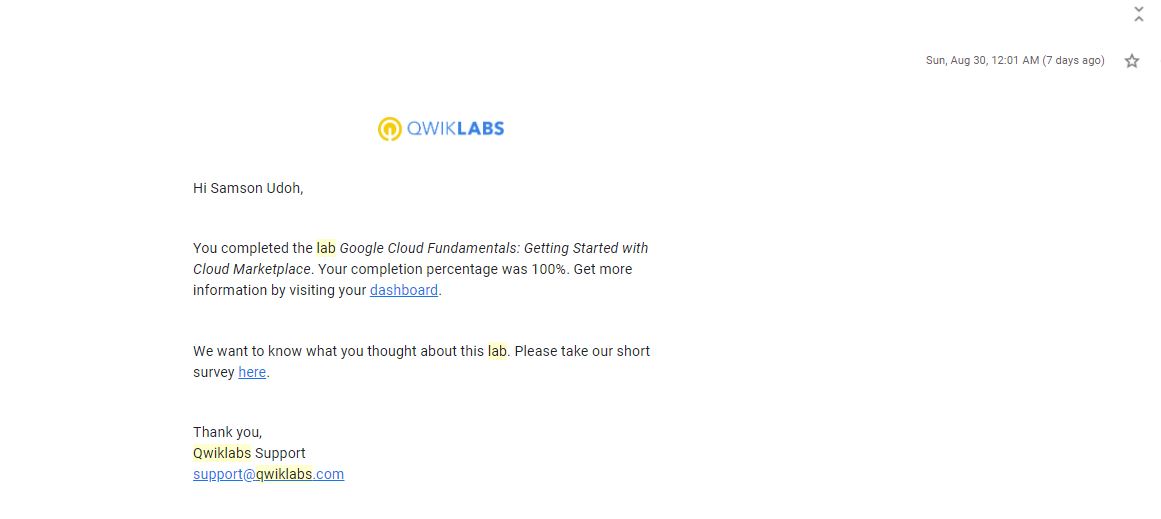 Sun, Aug 30, 12:01 AM (7 days ago)
QWIKLABS
Hi Samson Udoh,
You completed the lab Google Cloud Fundamentals: Getting Started with
Cloud Marketplace. Your completion percentage was 100%. Get more
information by visiting your dashboard.
We want to know what you thought about this lab. Please take our short
survey here.
Thank you,
Qwiklabs Support
support@qwiklabs.com